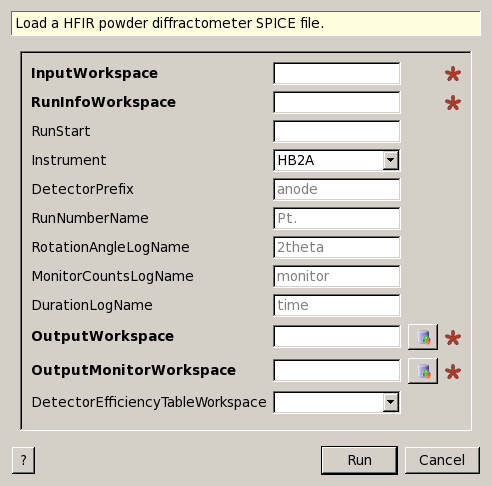 Load a HFIR powder diffractometer SPICE file.
InputWorkspace
RunInfoWorkspace
RunStart
Instrument HB2A
DetectorPrefix anode
RunNumberName Pt.
RotationAngleLogName 2theta
MonitorCountsLogName monitor
DurationLogName time
OutputWorkspace
OutputMonitorWorkspace
DetectorEfficiencyTableWorkspace
? Run Cancel